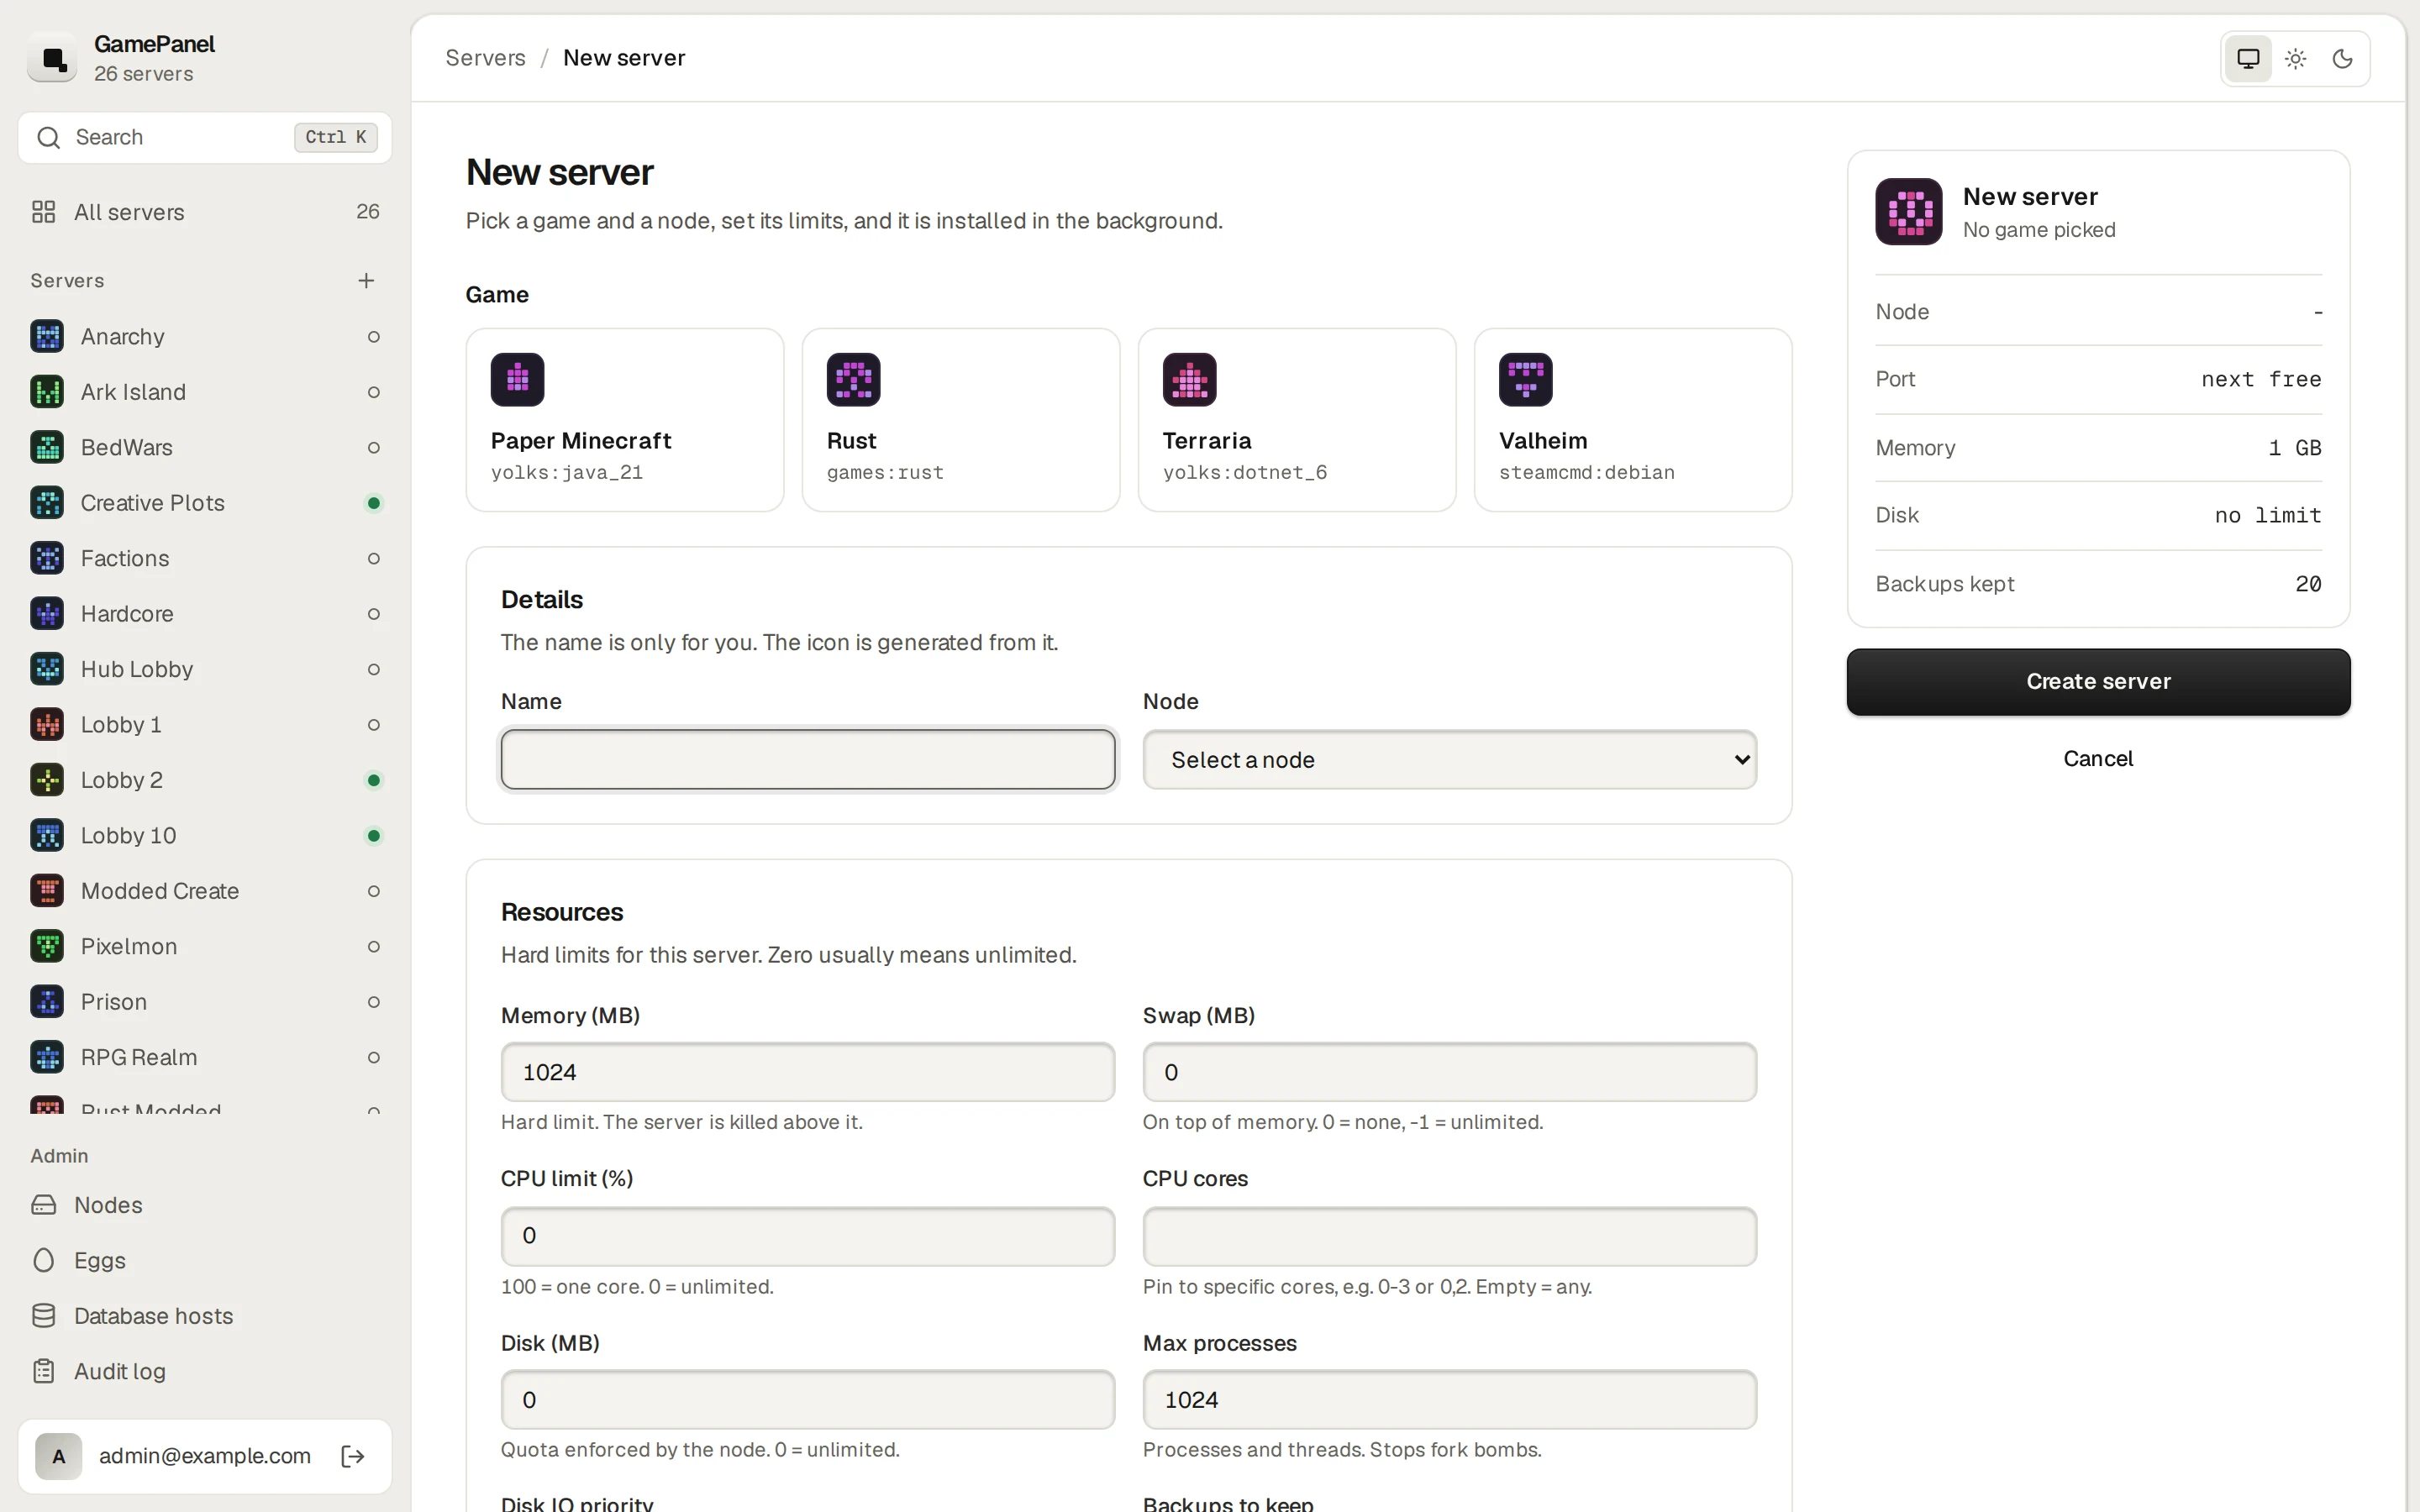 GamePanel
26 servers
Search
Ctrl K
All servers
26
Servers
Anarchy
Ark Island
BedWars
Creative Plots
Factions
Hardcore
Hub Lobby
Lobby 1
Lobby 2
Lobby 10
Modded Create
Pixelmon
Prison
RPG Realm
Rust Modded
Admin
Nodes
Eggs
Database hosts
Audit log
A
admin@example.com
Servers / New server
New server
Pick a game and a node, set its limits, and it is installed in the background.
Game
Paper Minecraft
yolks:java_21
Rust
games:rust
Terraria
yolks:dotnet_6
Valheim
steamcmd:debian
Details
The name is only for you. The icon is generated from it.
Name
Node
Select a node
Resources
Hard limits for this server. Zero usually means unlimited.
Memory (MB)
1024
Hard limit. The server is killed above it.
Swap (MB)
0
On top of memory. 0 = none, -1 = unlimited.
CPU limit (%)
0
100 = one core. 0 = unlimited.
CPU cores
Pin to specific cores, e.g. 0-3 or 0,2. Empty = any.
Disk (MB)
0
Quota enforced by the node. 0 = unlimited.
Max processes
1024
Processes and threads. Stops fork bombs.
Disk IO priority
Backups to keep
New server
No game picked
Node
-
Port
next free
Memory
1 GB
Disk
no limit
Backups kept
20
Create server
Cancel